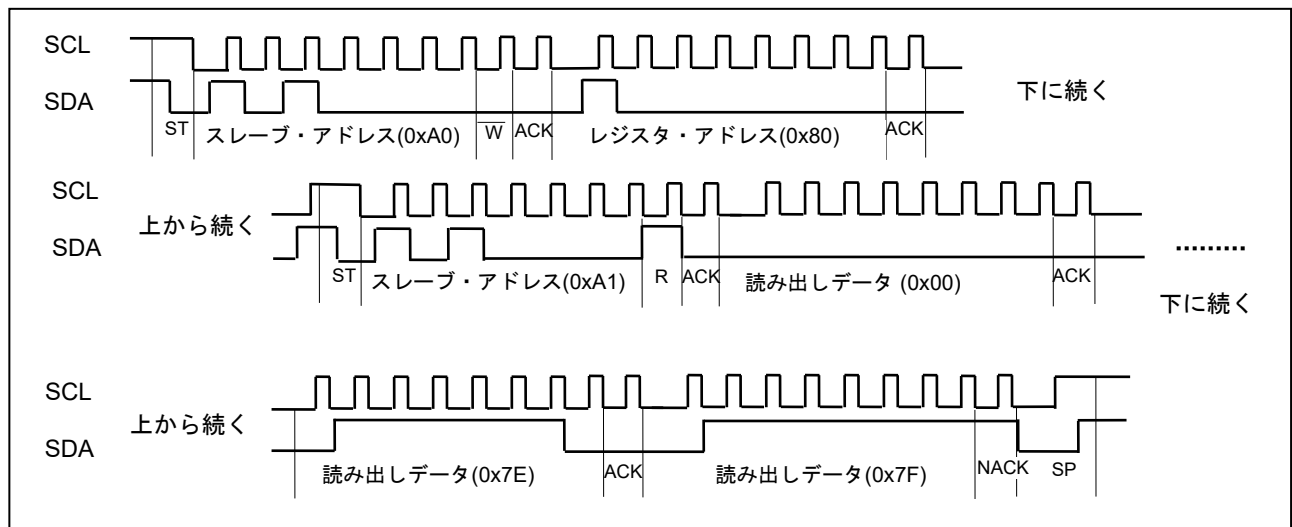 SCL
SDA
下に続く
ST スレーブ・アドレス(0xA0) W ACK レジスタ・アドレス(0x80) ACK
SCL
上から続く
SDA
ST スレーブ・アドレス(0xA1) R ACK 読み出しデータ (0x00) ACK
.........
下に続く
SCL
上から続く
SDA
読み出しデータ(0x7E) ACK 読み出しデータ(0x7F) NACK SP